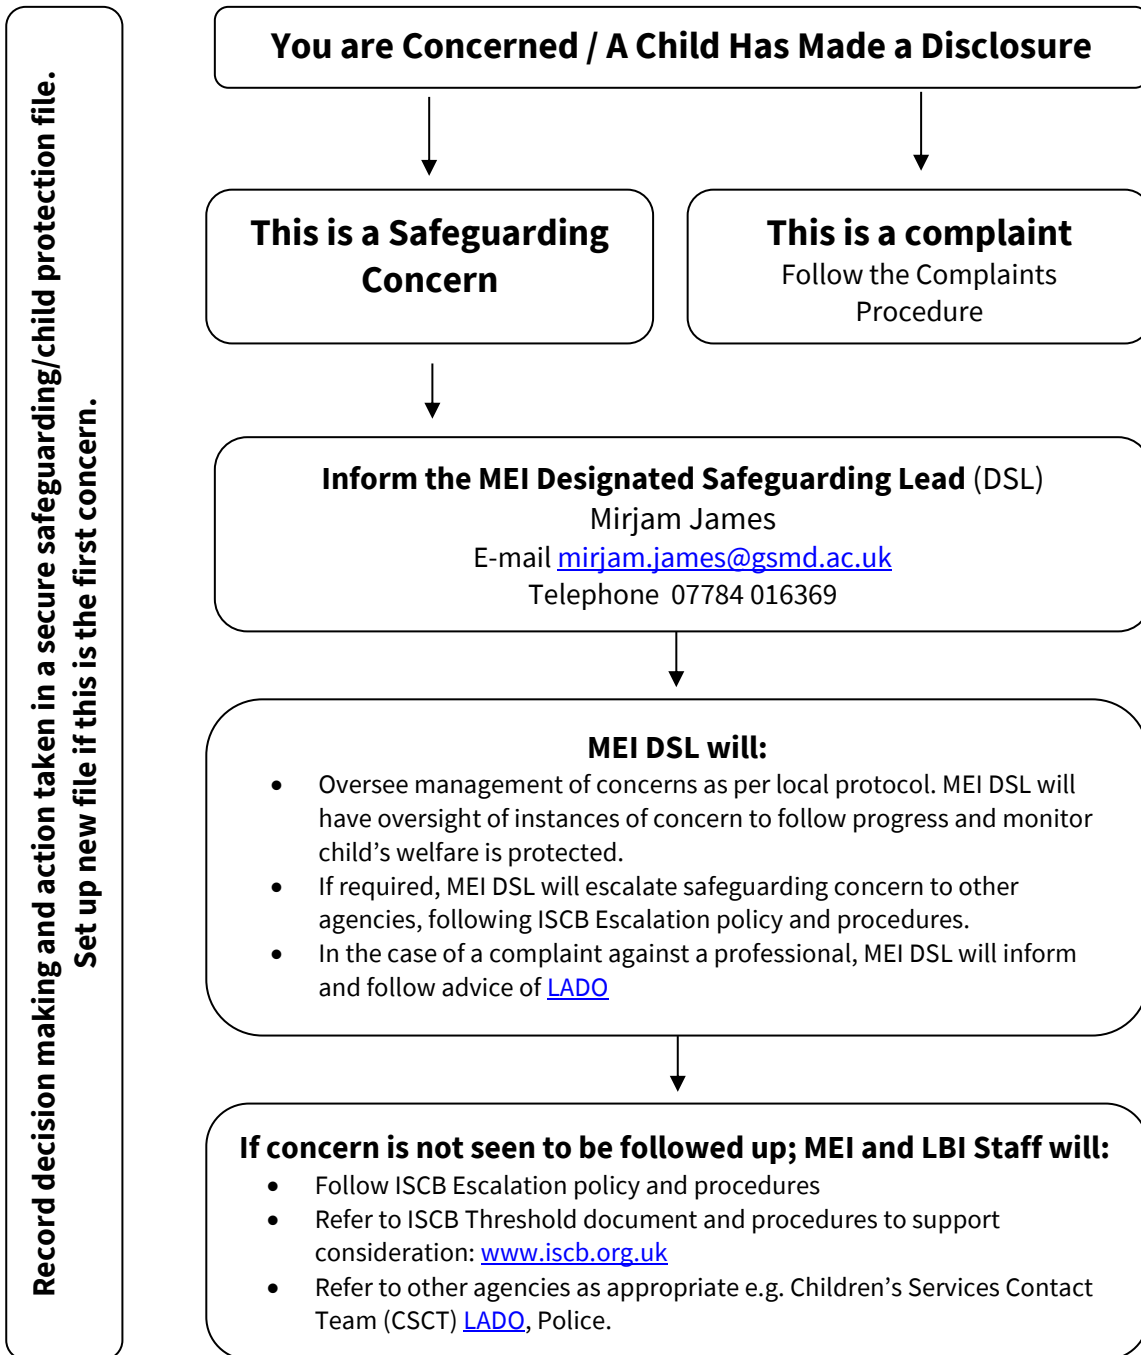 Record decision making and action taken in a secure safeguarding/child protection file.
Set up new file if this is the first concern.
You are Concerned / A Child Has Made a Disclosure
This is a Safeguarding
Concern
This is a complaint
Follow the Complaints
Procedure
Inform the MEI Designated Safeguarding Lead (DSL)
Mirjam James
E-mail mirjam.james@gsmd.ac.uk
Telephone  07784 016369
MEI DSL will:
• Oversee management of concerns as per local protocol. MEI DSL will
have oversight of instances of concern to follow progress and monitor
child’s welfare is protected.
• If required, MEI DSL will escalate safeguarding concern to other
agencies, following ISCB Escalation policy and procedures.
• In the case of a complaint against a professional, MEI DSL will inform
and follow advice of LADO
If concern is not seen to be followed up; MEI and LBI Staff will:
• Follow ISCB Escalation policy and procedures
• Refer to ISCB Threshold document and procedures to support
consideration: www.iscb.org.uk
• Refer to other agencies as appropriate e.g. Children’s Services Contact
Team (CSCT) LADO, Police.